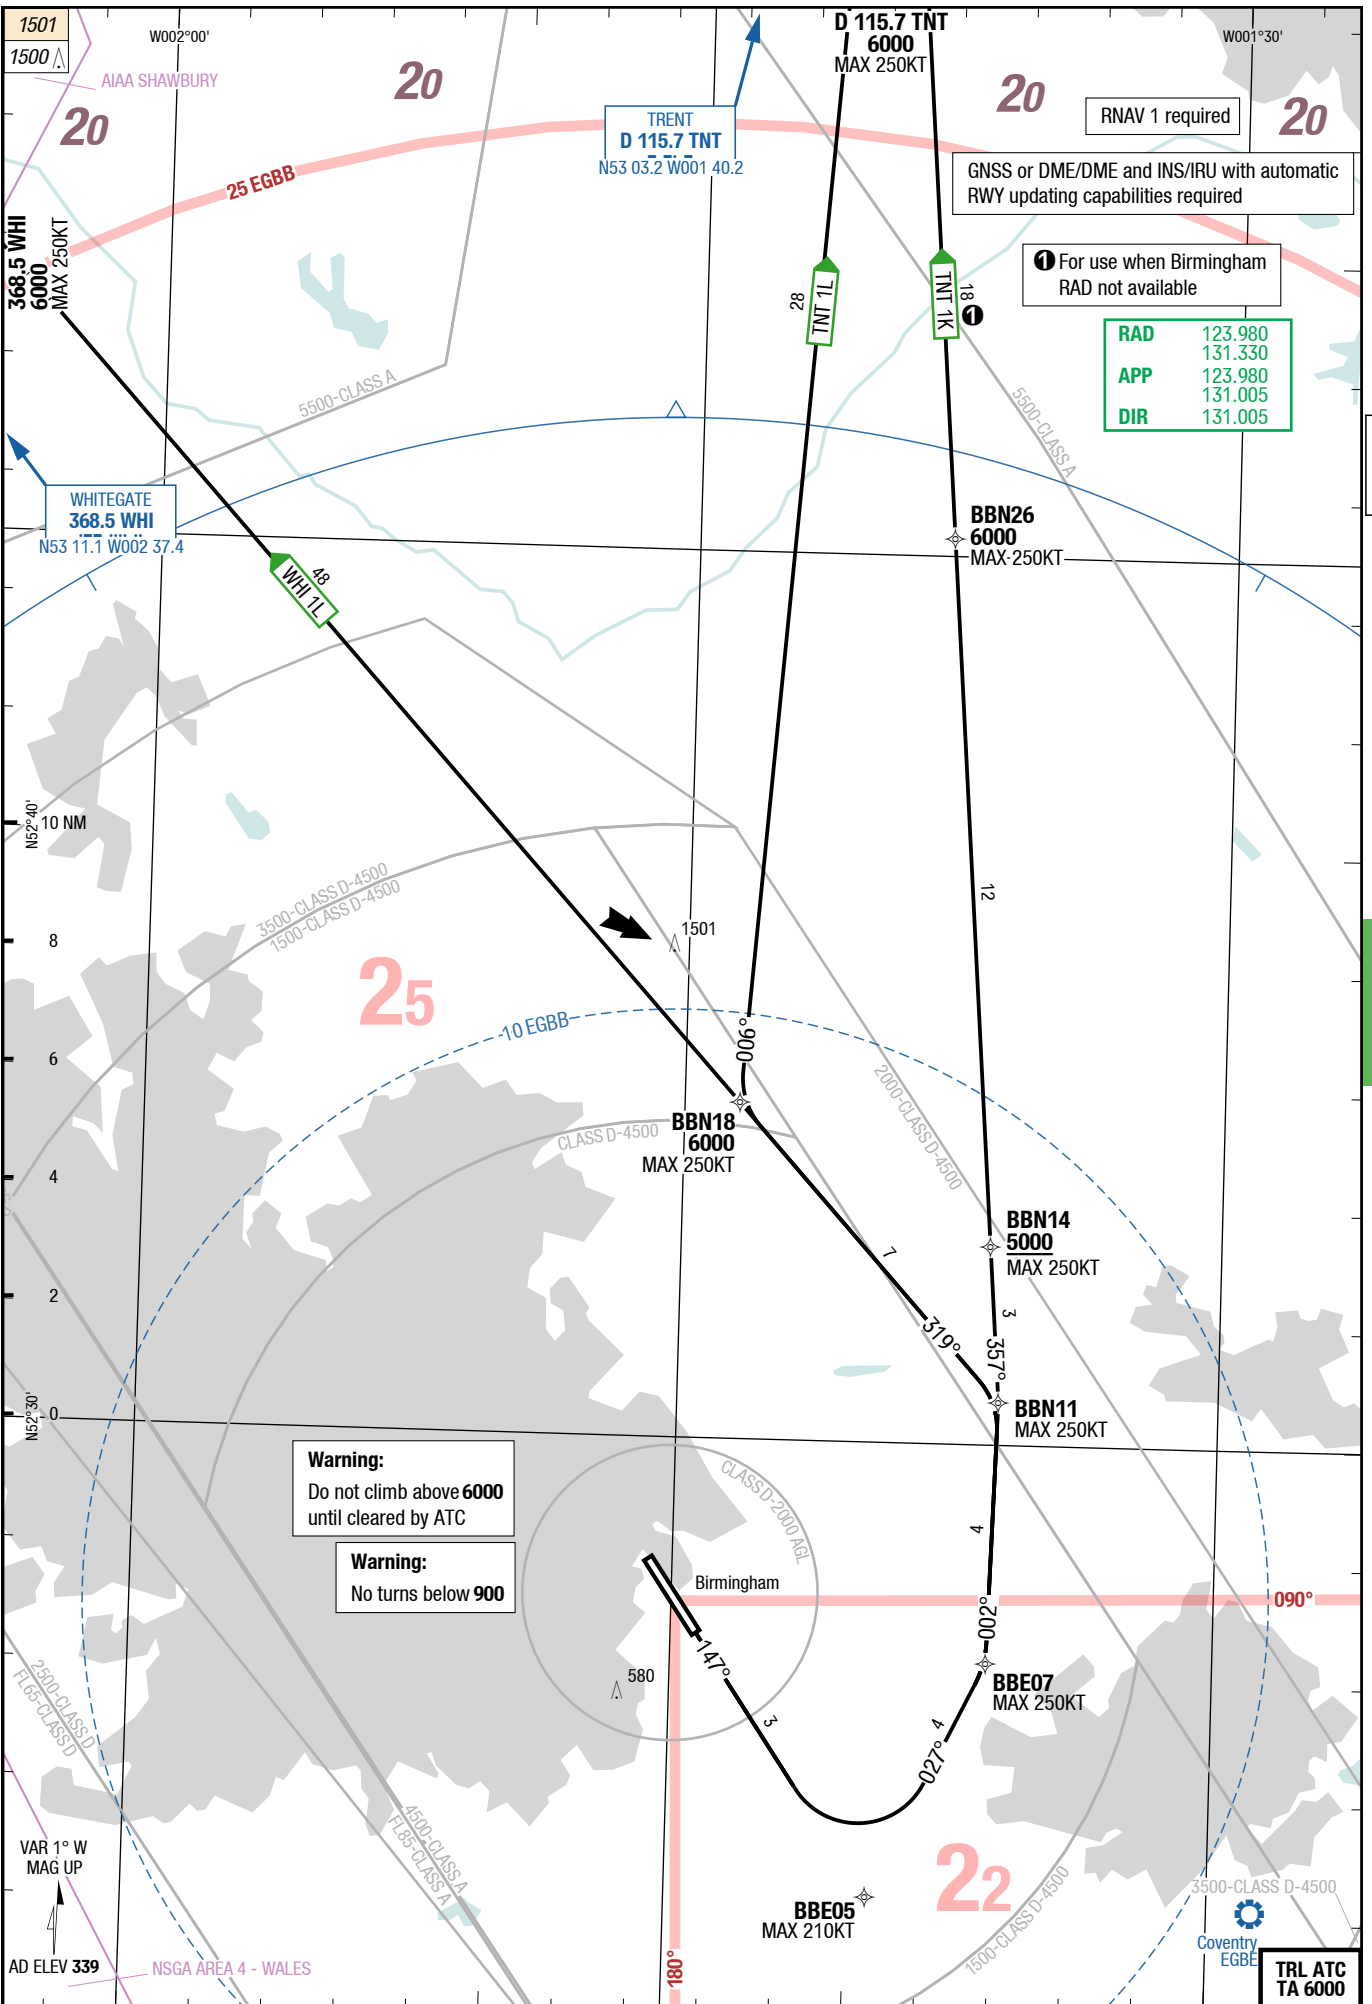 1501
1500
W002°00'
D 115.7 TNT
6000
MAX 250KT
W001°30'
AIAA SHAWBURY
20
20
20
20
TRENT
D 115.7 TNT
N53 03.2 W001 40.2
RNAV 1 required
GNSS or DME/DME and INS/IRU with automatic
RWY updating capabilities required
25 EGBB
368.5 WHI
6000
MAX 250KT
1 For use when Birmingham
RAD not available
28
TNT 1L
TNT 1K
18
1
RAD 123.980
131.330
APP 123.980
131.005
DIR 131.005
5500-CLASS A
5500-CLASS A
WHITEGATE
368.5 WHI
N53 11.1 W002 37.4
BBN26
6000
MAX 250KT
48
WHI 1L
N52°40'
10 NM
12
3500-CLASS D-4500
1500-CLASS D-4500
8
1501
25
10 EGBB
006°
6
2000-CLASS D-4500
BBN18
6000
MAX 250KT
CLASS D-4500
4
BBN14
5000
MAX 250KT
7
2
3
319°
357°
N52°30'
0
BBN11
MAX 250KT
Warning:
Do not climb above 6000
until cleared by ATC
CLASS D-2000 AGL
4
Warning:
No turns below 900
Birmingham
090°
002°
147°
580
BBE07
MAX 250KT
2500-CLASS D
FL65-CLASS D
3
4
027°
4500-CLASS A
FL85-CLASS A
VAR 1° W
MAG UP
22
BBE05
MAX 210KT
1500-CLASS D-4500
3500-CLASS D-4500
Coventry
EGBE
AD ELEV 339
NSGA AREA 4 - WALES
180°
TRL ATC
TA 6000